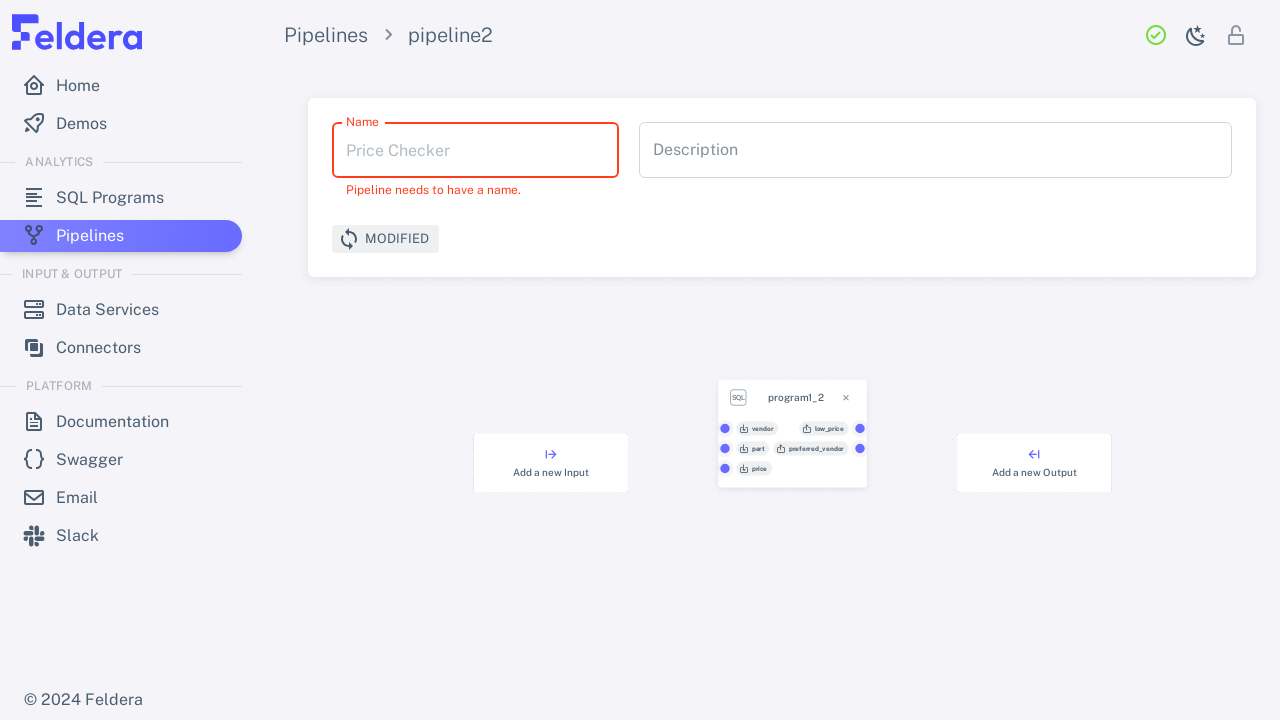 Feldera
Pipelines
pipeline2
Home
Demos
ANALYTICS
SQL Programs
Pipelines
INPUT & OUTPUT
Data Services
Connectors
PLATFORM
Documentation
Swagger
Email
Slack
© 2024 Feldera
Name
Price Checker
Pipeline needs to have a name.
Description
MODIFIED
Add a new Input
SQL
program1_2
vendor
low_price
part
preferred_vendor
price
Add a new Output